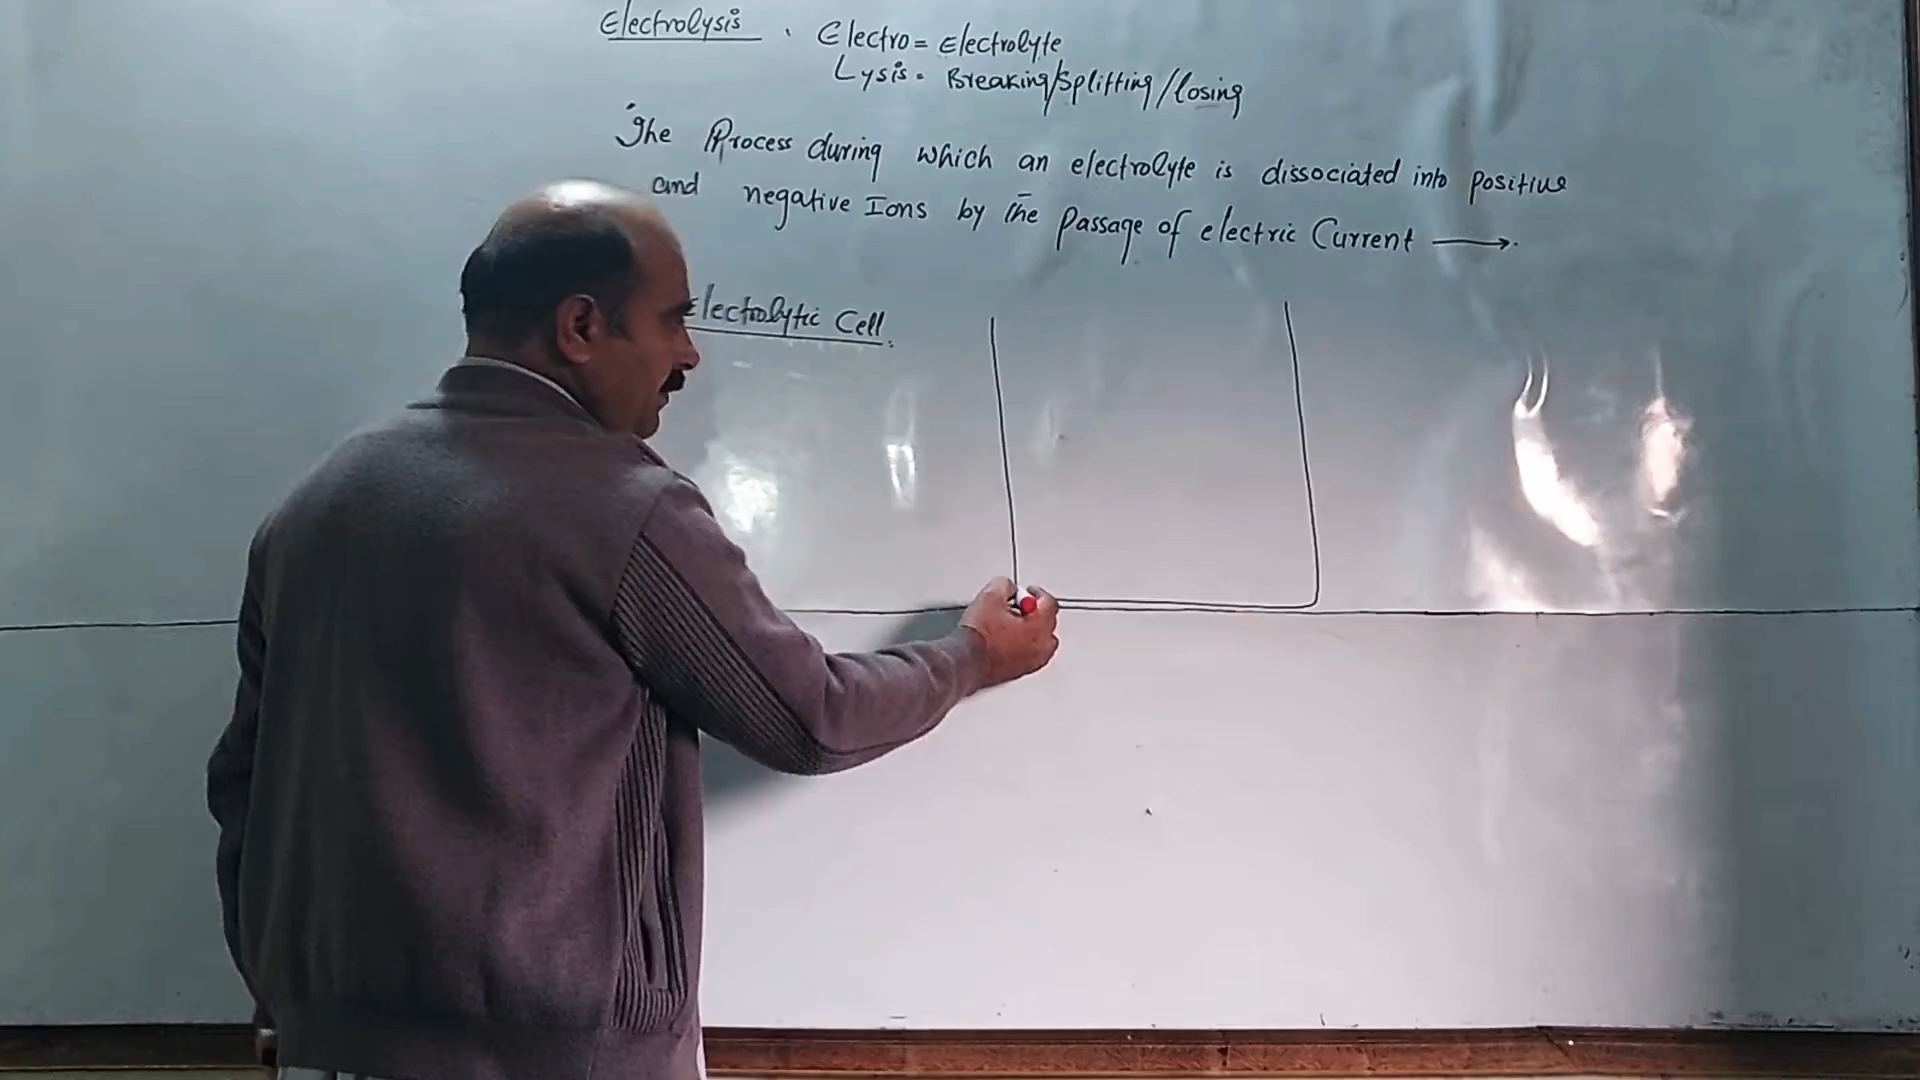 Electrolysis . Electro = Electrolyte
Lysis = Breaking/splitting/losing
The Process during which an electrolyte is dissociated into positive
and negative Ions by the Passage of electric Current →.
Electrolytic Cell